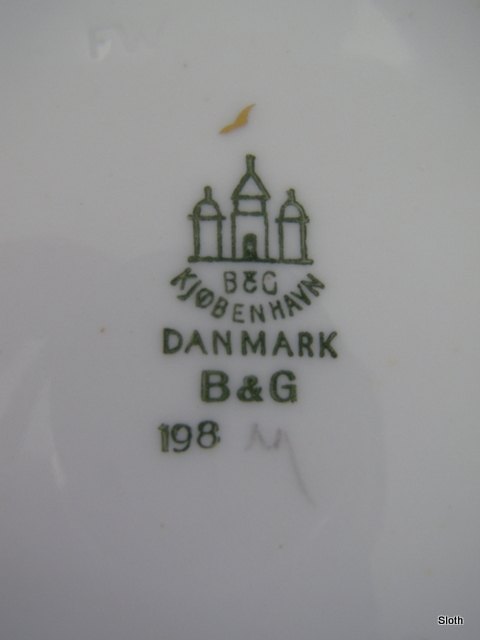 B&G
KJØBENHAVN
DANMARK
B&G
198
Sloth